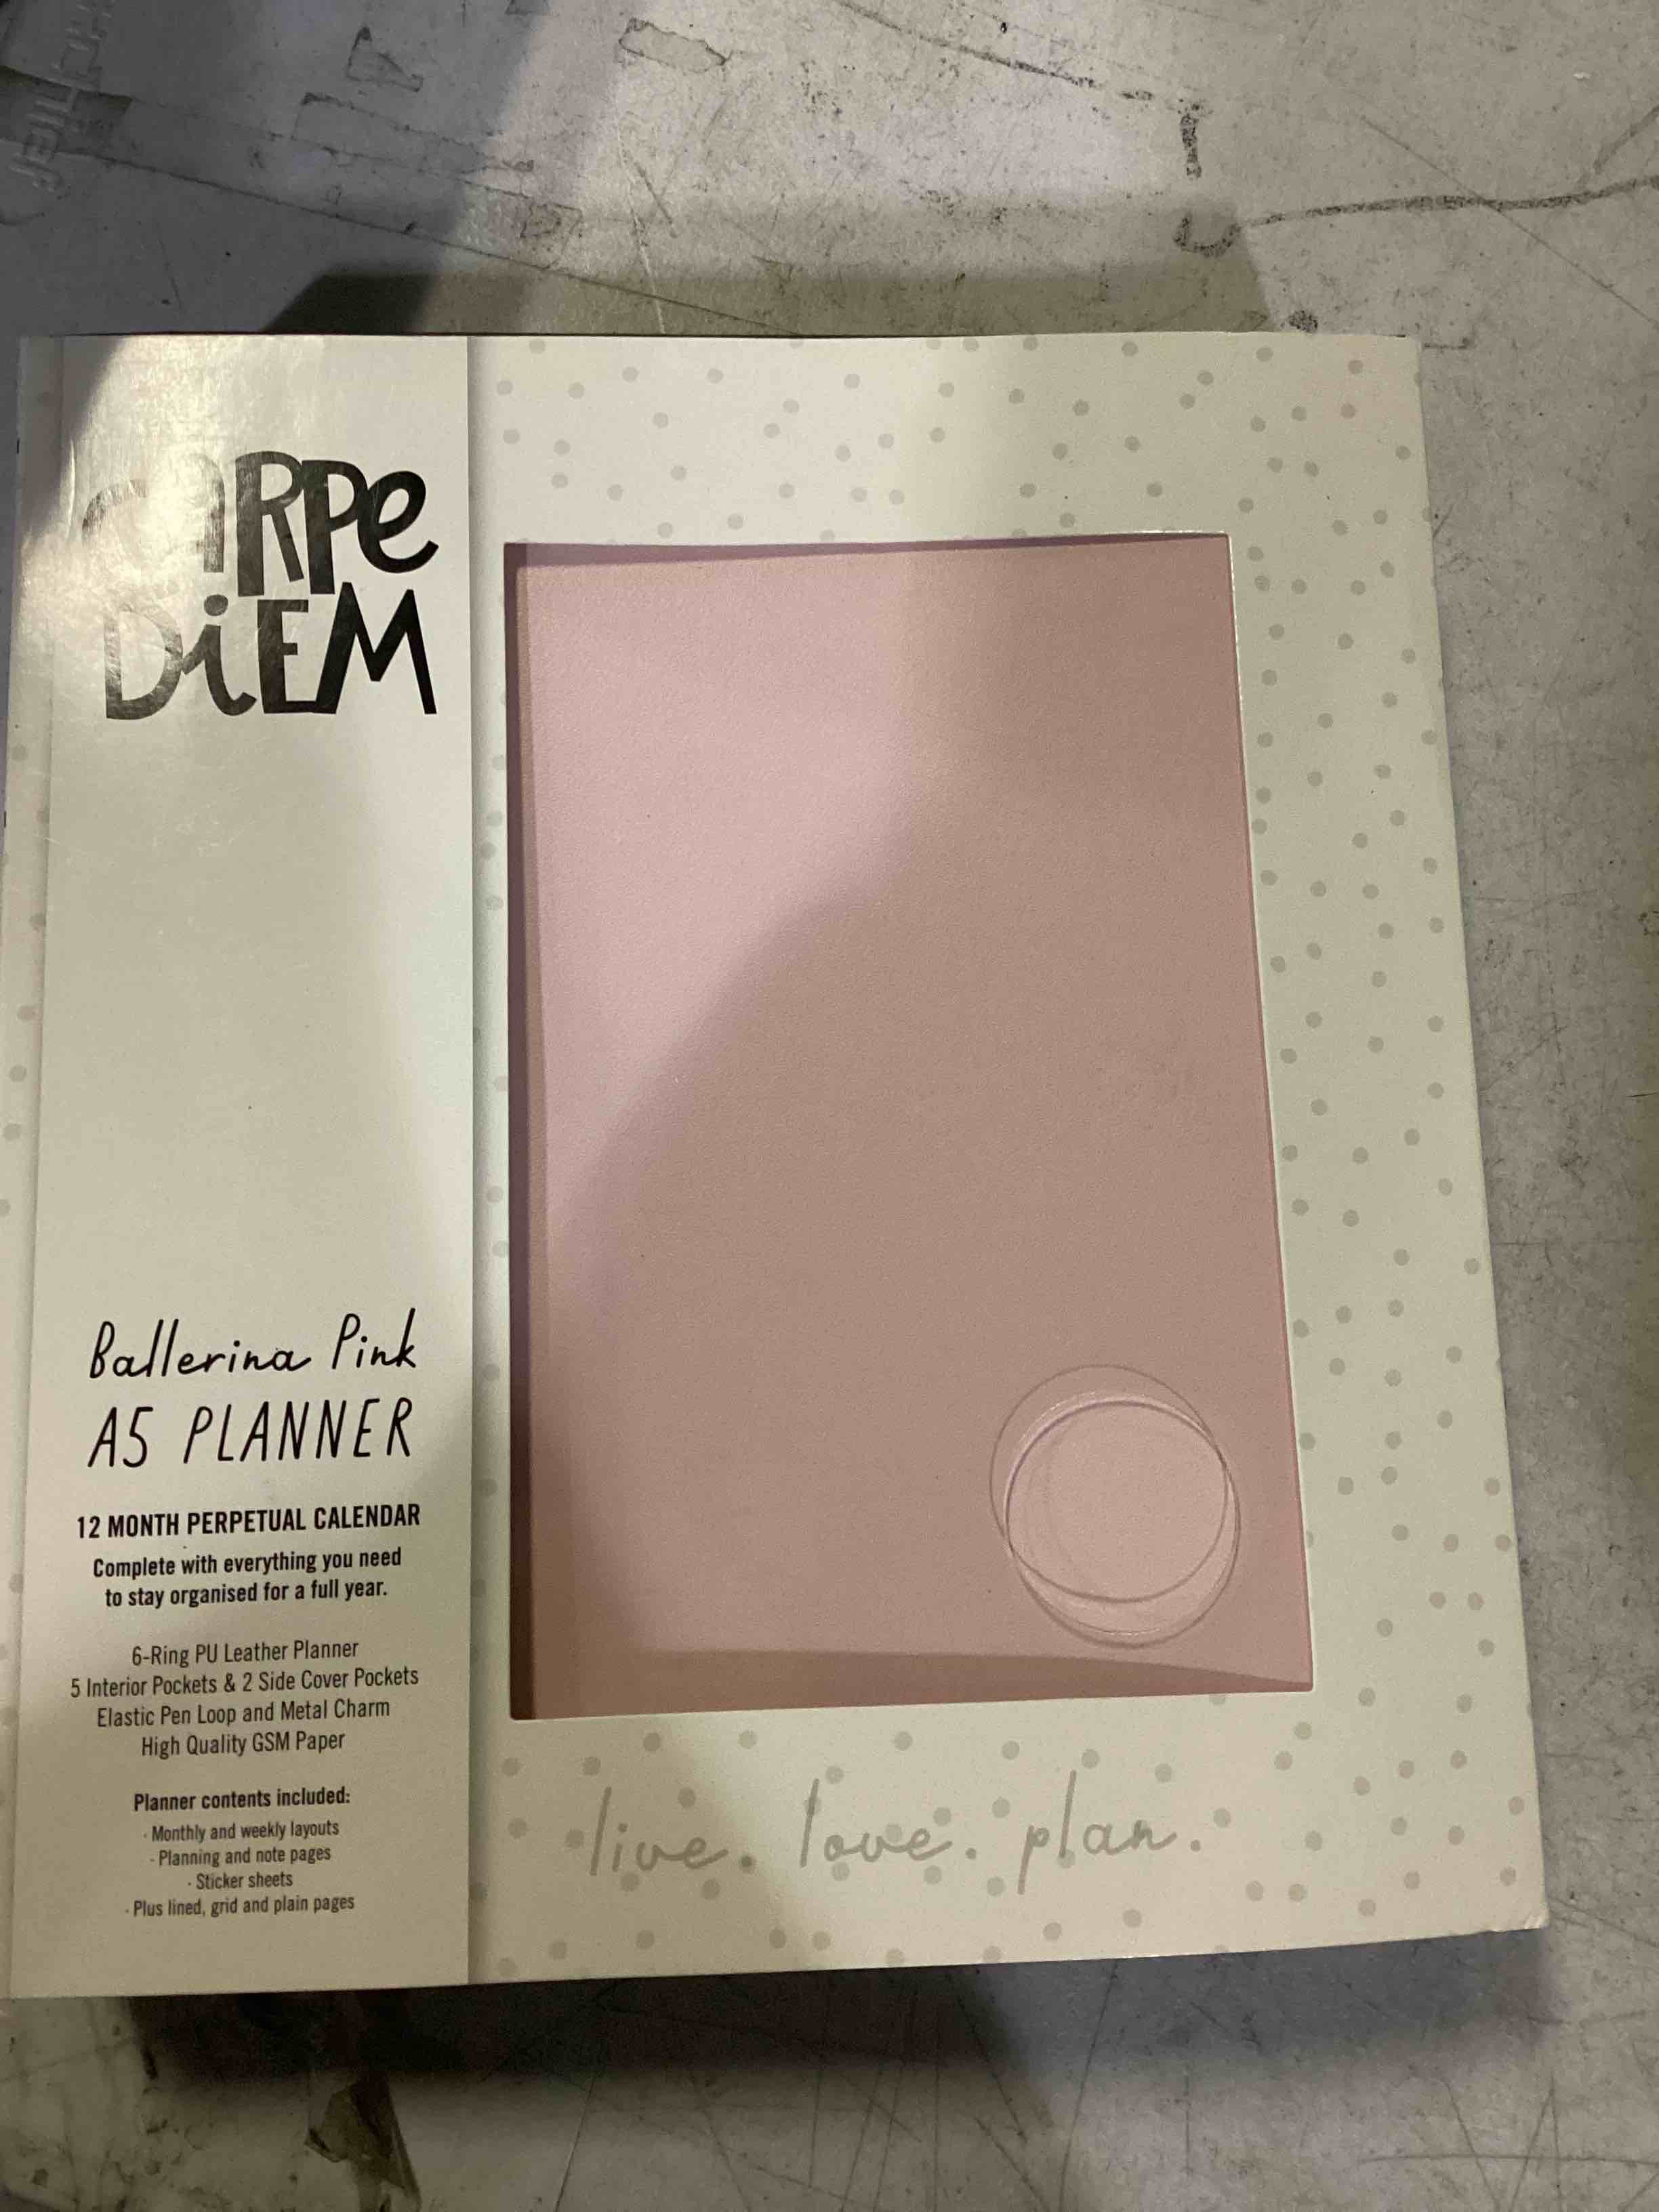 CARPE
DiEM
Ballerina Pink
A5 PLANNER
12 MONTH PERPETUAL CALENDAR
Complete with everything you need
to stay organised for a full year.
6-Ring PU Leather Planner
5 Interior Pockets & 2 Side Cover Pockets
Elastic Pen Loop and Metal Charm
High Quality GSM Paper
Planner contents included:
· Monthly and weekly layouts
· Planning and note pages
· Sticker sheets
· Plus lined, grid and plain pages
live. love. plan.